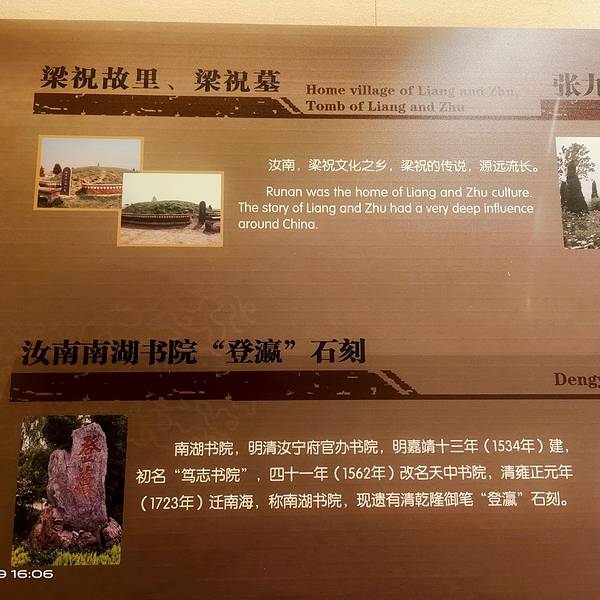 梁祝故里、梁祝墓
Home village of Liang and Zhu,
Tomb of Liang and Zhu
张九
汝南，梁祝文化之乡，梁祝的传说，源远流长。
Runan was the home of Liang and Zhu culture.
The story of Liang and Zhu had a very deep influence
around China.
汝南南湖书院“登瀛”石刻
Dengy
南湖书院，明清汝宁府官办书院，明嘉靖十三年（1534年）建，
初名“笃志书院”，四十一年（1562年）改名天中书院，清雍正元年
（1723年）迁南海，称南湖书院，现遗有清乾隆御笔“登瀛”石刻。
登瀛
9 16:06